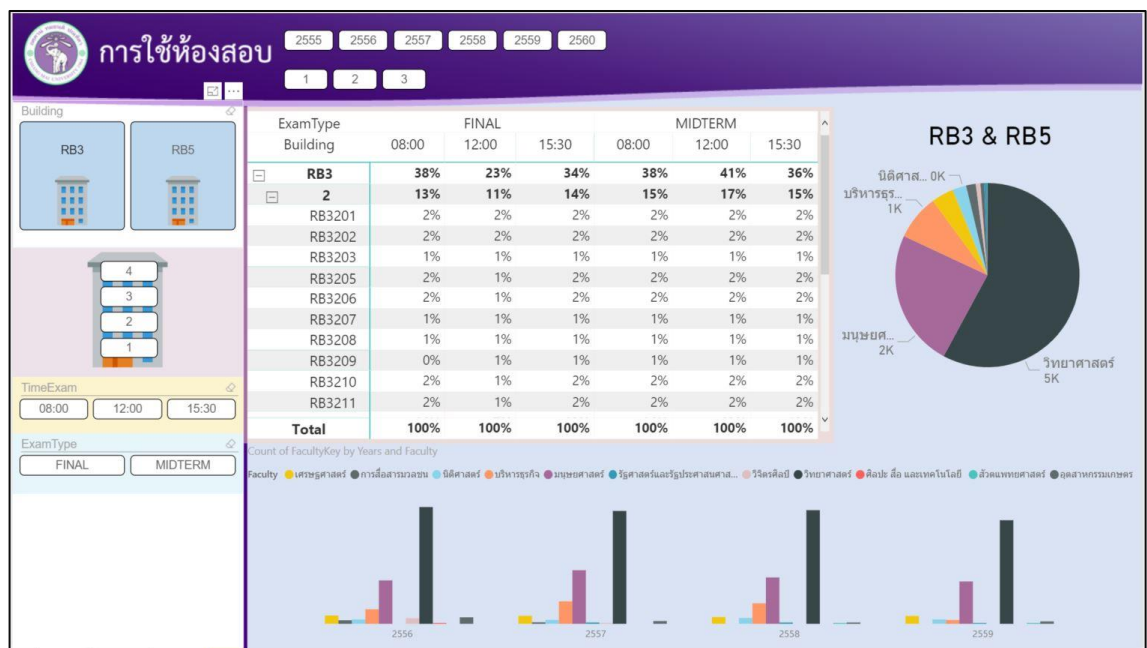 การใช้ห้องสอบ
2555 2556 2557 2558 2559 2560
1 2 3
Building
RB3 RB5
4
3
2
1
TimeExam
08:00 12:00 15:30
ExamType
FINAL MIDTERM
ExamType FINAL MIDTERM
Building 08:00 12:00 15:30 08:00 12:00 15:30
RB3 38% 23% 34% 38% 41% 36%
2 13% 11% 14% 15% 17% 15%
RB3201 2% 2% 2% 2% 2% 2%
RB3202 2% 2% 2% 2% 2% 2%
RB3203 1% 1% 1% 1% 1% 1%
RB3205 2% 1% 2% 2% 2% 2%
RB3206 2% 1% 2% 2% 2% 2%
RB3207 1% 1% 1% 1% 1% 1%
RB3208 1% 1% 1% 1% 1% 1%
RB3209 0% 1% 1% 1% 1% 1%
RB3210 2% 1% 2% 2% 2% 2%
RB3211 2% 1% 2% 2% 2% 2%
Total 100% 100% 100% 100% 100% 100%
RB3 & RB5
นิติศาส... 0K
บริหารธุร...
1K
มนุษยศ...
2K
วิทยาศาสตร์
5K
Count of FacultyKey by Years and Faculty
Faculty เศรษฐศาสตร์ การสื่อสารมวลชน นิติศาสตร์ บริหารธุรกิจ มนุษยศาสตร์ รัฐศาสตร์และรัฐประศาสนศาส... วิจิตรศิลป์ วิทยาศาสตร์ ศิลปะ สื่อ และเทคโนโลยี สัตวแพทยศาสตร์ อุตสาหกรรมเกษตร
2556 2557 2558 2559